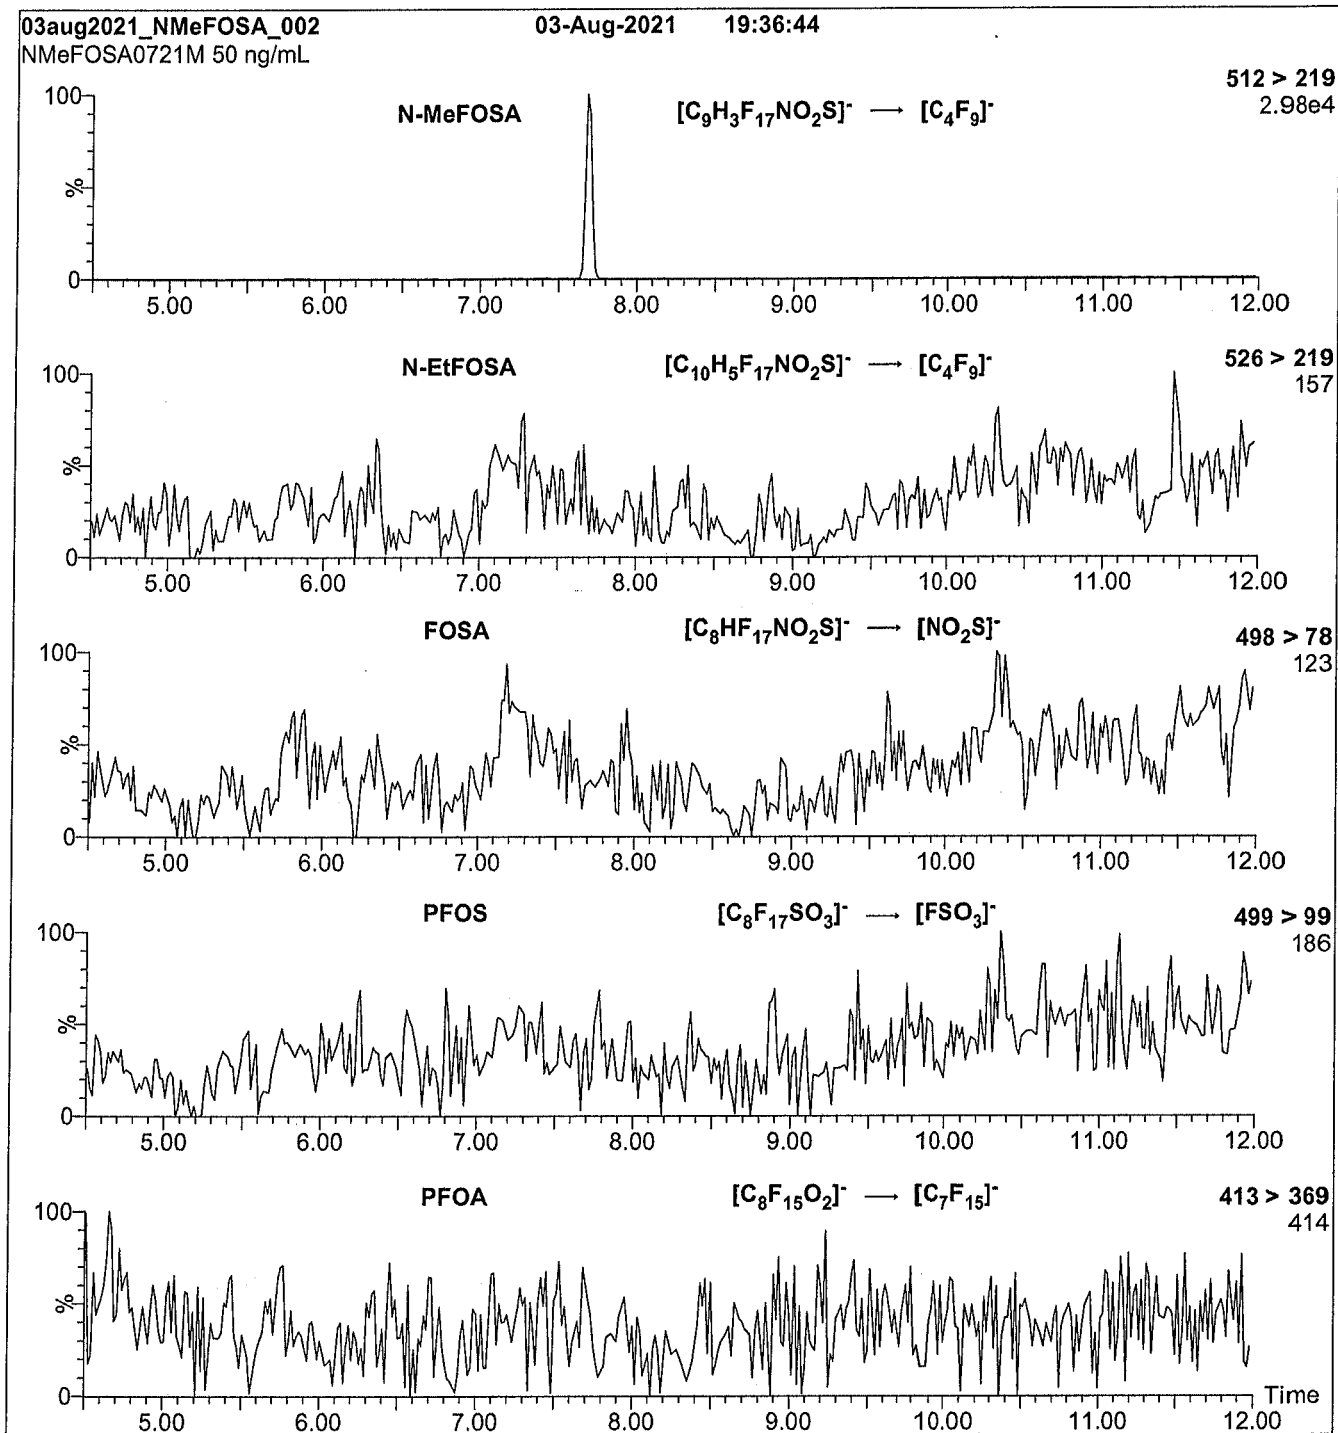 03aug2021_NMeFOSA_002 03-Aug-2021 19:36:44
NMeFOSA0721M 50 ng/mL
512 > 219
2.98e4
N-MeFOSA [C₉H₃F₁₇NO₂S]⁻ → [C₄F₉]⁻
100
%
0
5.00 6.00 7.00 8.00 9.00 10.00 11.00 12.00
526 > 219
157
N-EtFOSA [C₁₀H₅F₁₇NO₂S]⁻ → [C₄F₉]⁻
100
%
0
5.00 6.00 7.00 8.00 9.00 10.00 11.00 12.00
498 > 78
123
FOSA [C₈HF₁₇NO₂S]⁻ → [NO₂S]⁻
100
%
0
5.00 6.00 7.00 8.00 9.00 10.00 11.00 12.00
499 > 99
186
PFOS [C₈F₁₇SO₃]⁻ → [FSO₃]⁻
100
%
0
5.00 6.00 7.00 8.00 9.00 10.00 11.00 12.00
413 > 369
414
PFOA [C₈F₁₅O₂]⁻ → [C₇F₁₅]⁻
100
%
0
Time
5.00 6.00 7.00 8.00 9.00 10.00 11.00 12.00